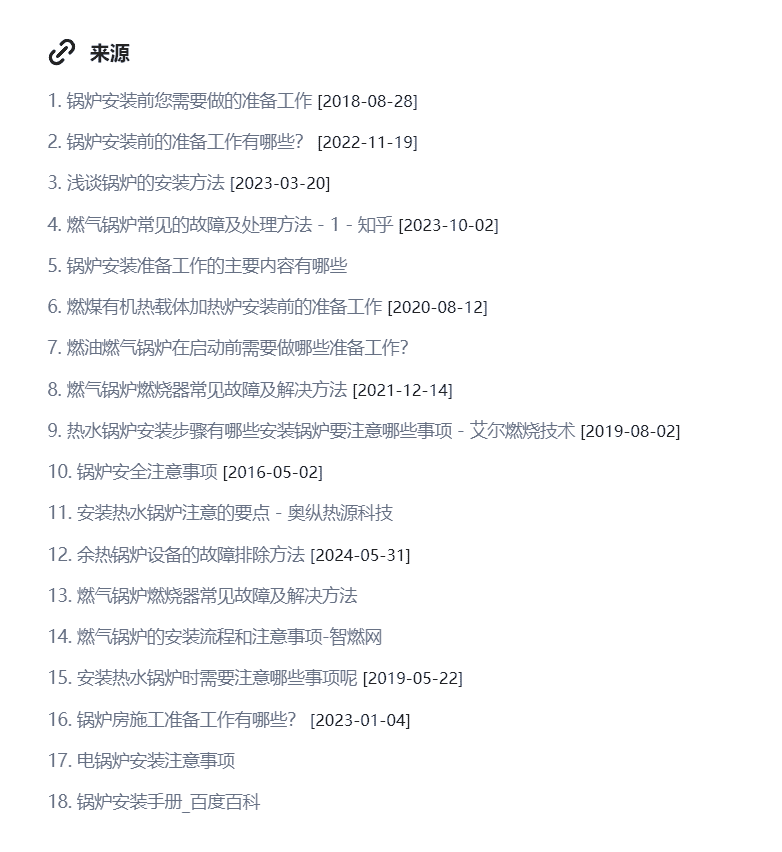 来源
1. 锅炉安装前您需要做的准备工作 [2018-08-28]
2. 锅炉安装前的准备工作有哪些? [2022-11-19]
3. 浅谈锅炉的安装方法 [2023-03-20]
4. 燃气锅炉常见的故障及处理方法 - 1 - 知乎 [2023-10-02]
5. 锅炉安装准备工作的主要内容有哪些
6. 燃煤有机热载体加热炉安装前的准备工作 [2020-08-12]
7. 燃油燃气锅炉在启动前需要做哪些准备工作?
8. 燃气锅炉燃烧器常见故障及解决方法 [2021-12-14]
9. 热水锅炉安装步骤有哪些安装锅炉要注意哪些事项 - 艾尔燃烧技术 [2019-08-02]
10. 锅炉安全注意事项 [2016-05-02]
11. 安装热水锅炉注意的要点 - 奥纵热源科技
12. 余热锅炉设备的故障排除方法 [2024-05-31]
13. 燃气锅炉燃烧器常见故障及解决方法
14. 燃气锅炉的安装流程和注意事项-智燃网
15. 安装热水锅炉时需要注意哪些事项呢 [2019-05-22]
16. 锅炉房施工准备工作有哪些? [2023-01-04]
17. 电锅炉安装注意事项
18. 锅炉安装手册_百度百科